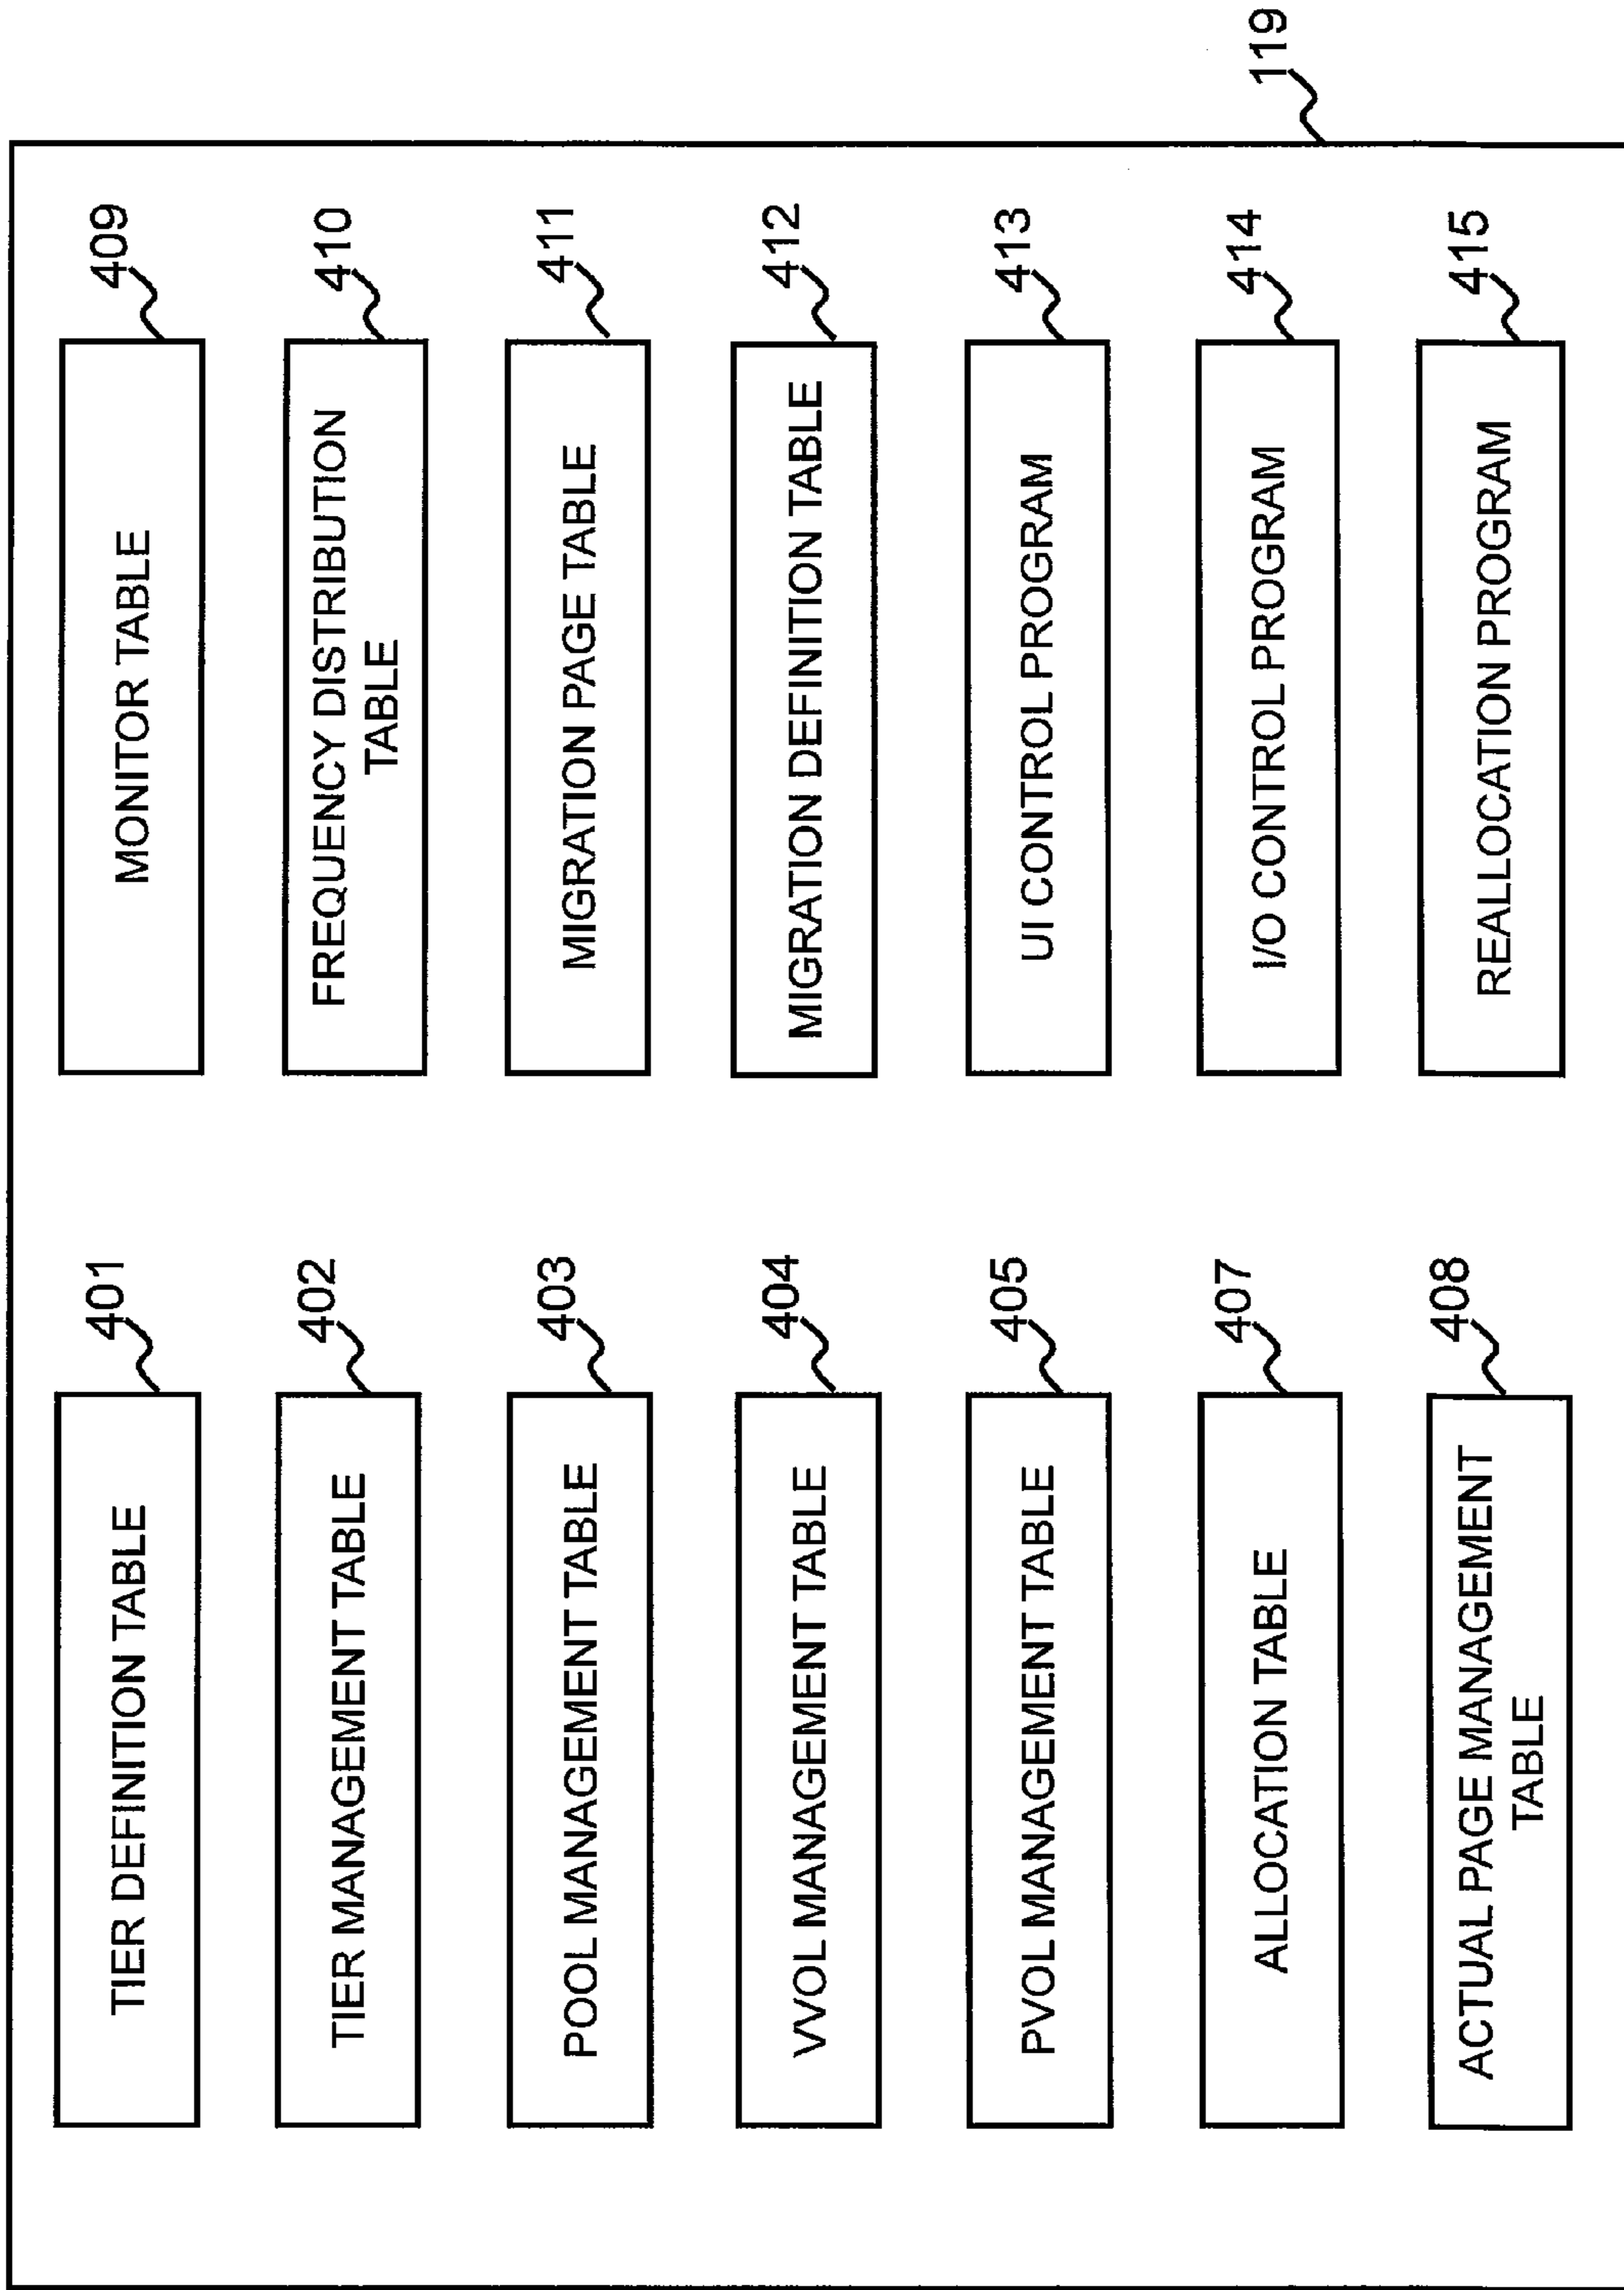 401
TIER DEFINITION TABLE
402
TIER MANAGEMENT TABLE
403
POOL MANAGEMENT TABLE
404
VVOL MANAGEMENT TABLE
405
PVOL MANAGEMENT TABLE
407
ALLOCATION TABLE
408
ACTUAL PAGE MANAGEMENT
TABLE
409
MONITOR TABLE
410
FREQUENCY DISTRIBUTION
TABLE
411
MIGRATION PAGE TABLE
412
MIGRATION DEFINITION TABLE
413
UI CONTROL PROGRAM
414
I/O CONTROL PROGRAM
415
REALLOCATION PROGRAM
119